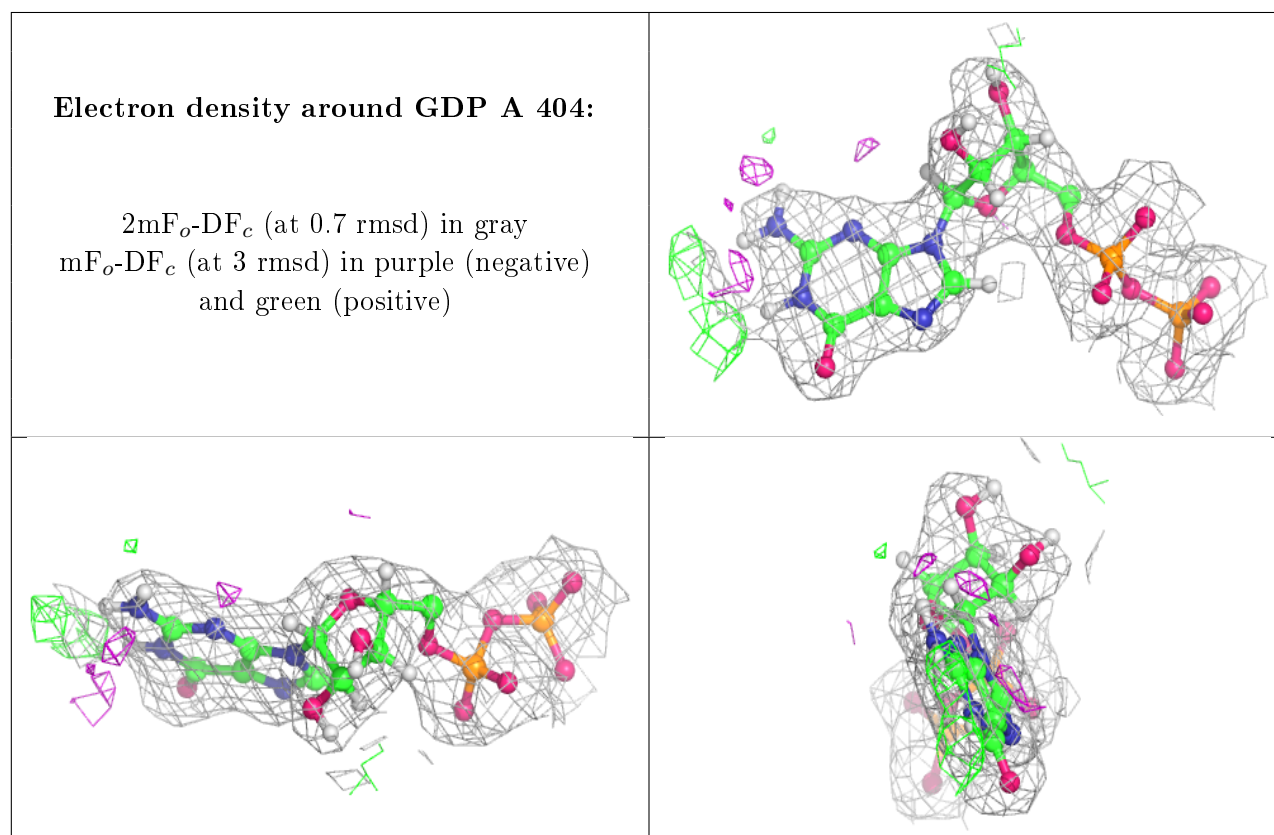 Electron density around GDP A 404:
2mFo-DFc (at 0.7 rmsd) in gray
mFo-DFc (at 3 rmsd) in purple (negative)
and green (positive)